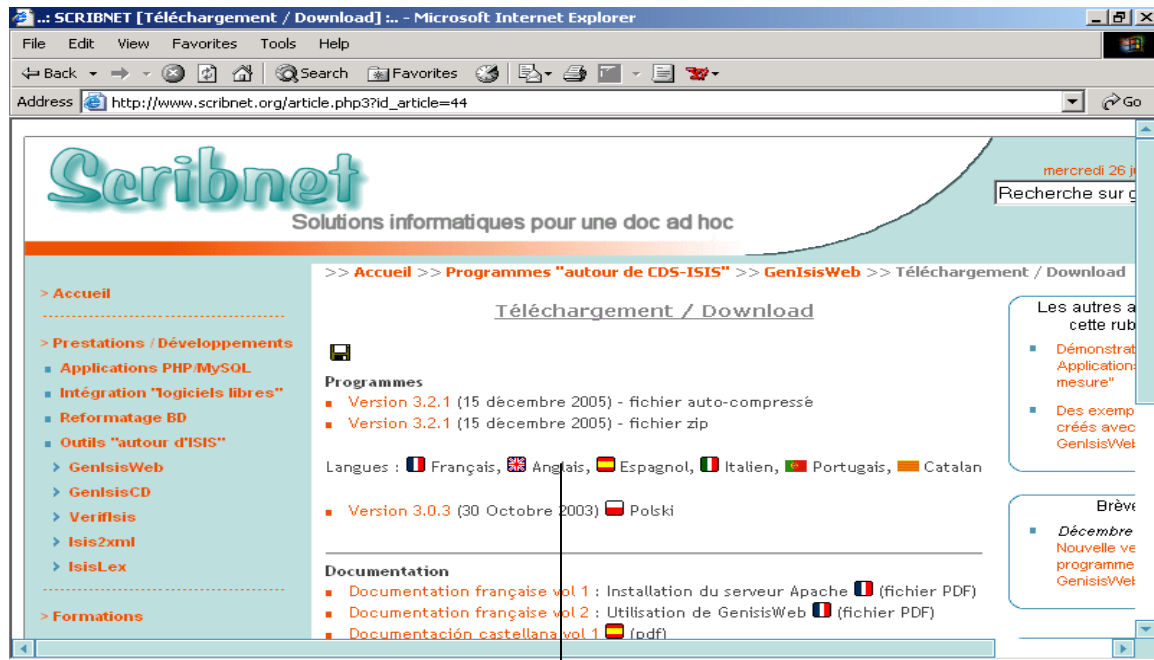 ..: SCRIBNET [Téléchargement / Download] :.. - Microsoft Internet Explorer
File Edit View Favorites Tools Help
Back Search Favorites
Address http://www.scribnet.org/article.php3?id_article=44 Go
Scribnet
Solutions informatiques pour une doc ad hoc
mercredi 26
Recherche sur
>> Accueil >> Programmes "autour de CDS-ISIS" >> GenIsisWeb >> Téléchargement / Download
> Accueil
> Prestations / Développements
Applications PHP/MySQL
Intégration "logiciels libres"
Reformatage BD
Outils "autour d'ISIS"
> GenIsisWeb
> GenIsisCD
> VerifIsis
> Isis2xml
> IsisLex
> Formations
Téléchargement / Download
Programmes
Version 3.2.1 (15 décembre 2005) - fichier auto-compressé
Version 3.2.1 (15 décembre 2005) - fichier zip
Langues : Français, Anglais, Espagnol, Italien, Portugais, Catalan
Version 3.0.3 (30 Octobre 2003) Polski
Documentation
Documentation française vol 1 : Installation du serveur Apache (fichier PDF)
Documentation française vol 2 : Utilisation de GenisisWeb (fichier PDF)
Documentación castellana vol 1 (pdf)
Les autres a
cette rub
Démonstrat
Application
mesure"
Des exemp
créés avec
GenIsisWeb
Brève
Décembre
Nouvelle ve
programme
GenisisWeb